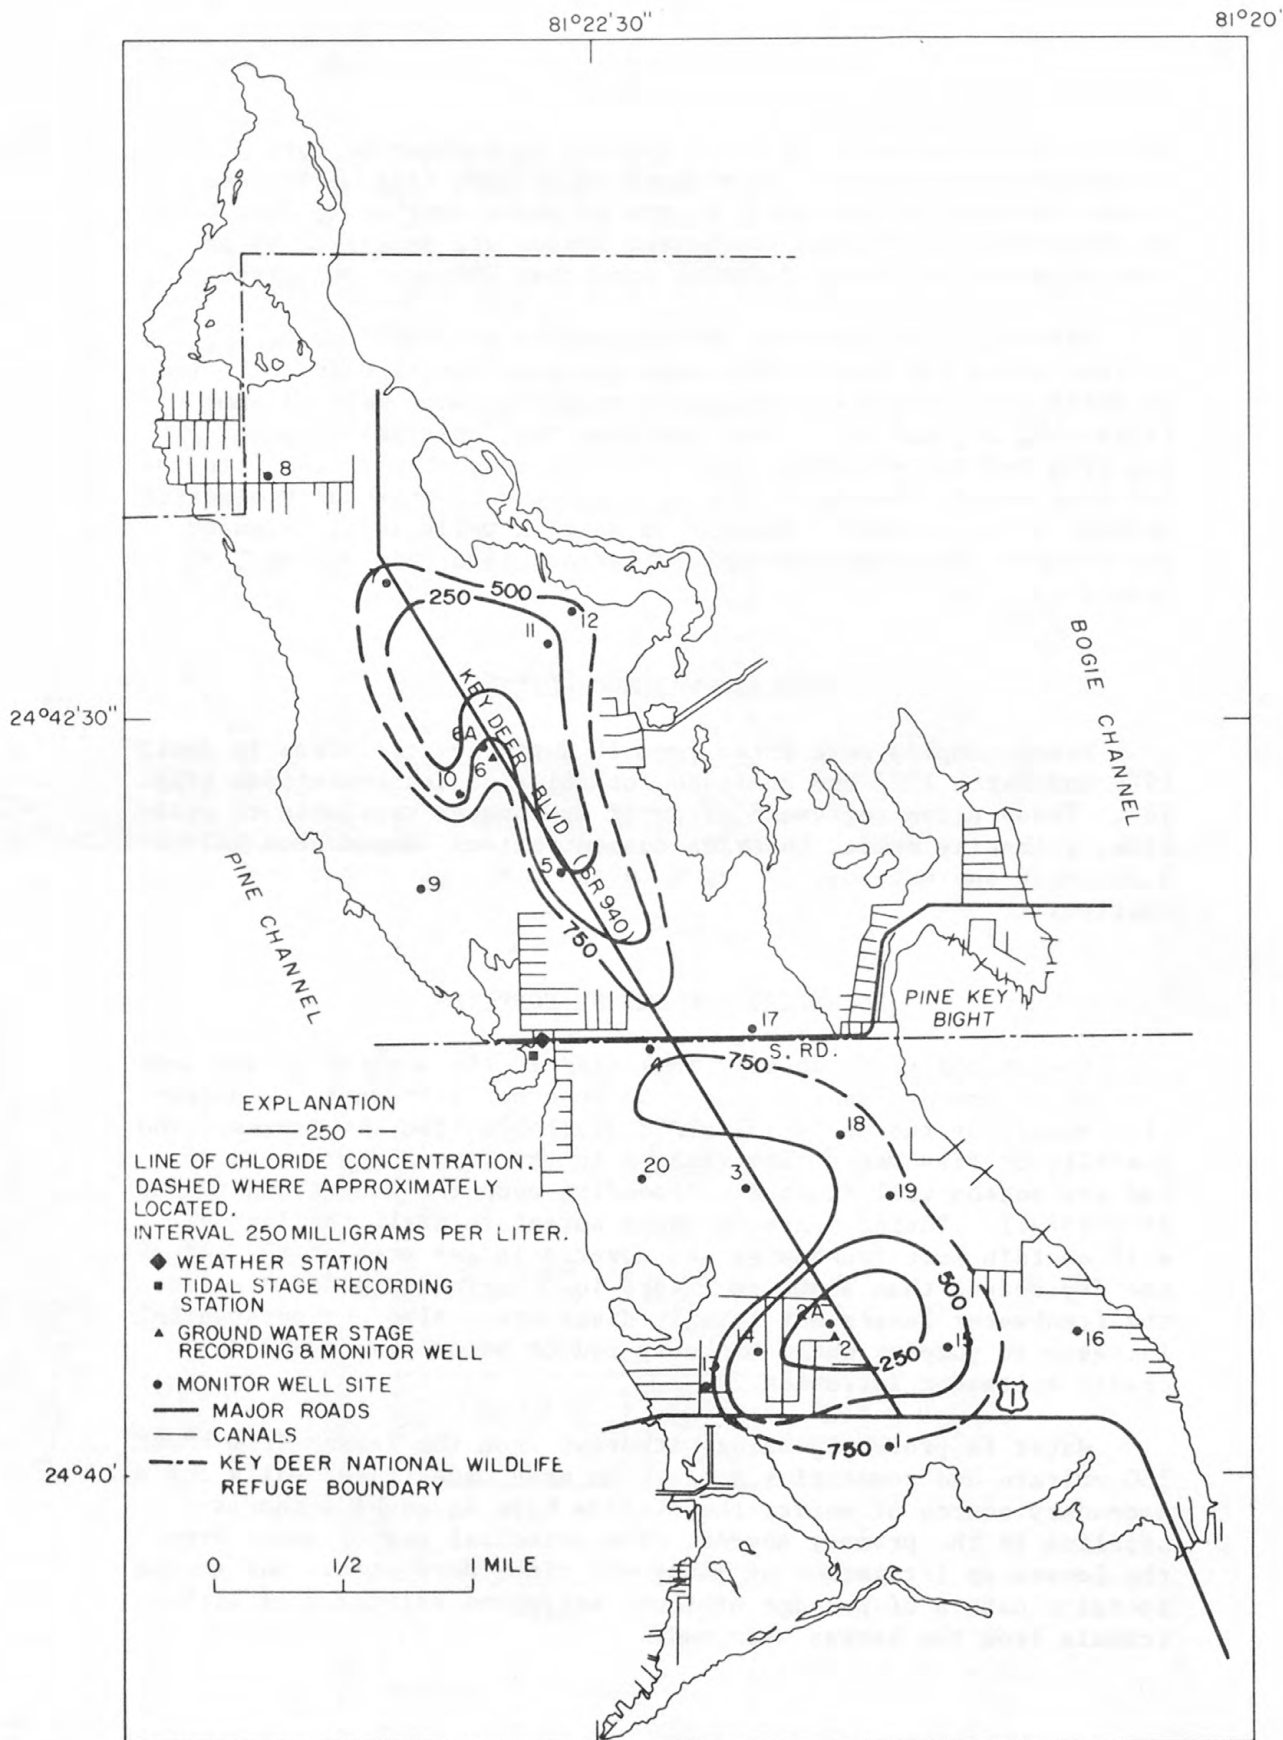 81°22'30"
81°20'
8
7
500
250
12
11
BOGIE CHANNEL
KEY DEER BLVD (SR 940)
24°42'30"
6A
6
10
5
9
750
PINE CHANNEL
PINE KEY
BIGHT
17
S. RD.
4
750
18
20
3
19
500
2A
2
14
15
16
13
250
1
750
1
24°40'
EXPLANATION
— 250 —
LINE OF CHLORIDE CONCENTRATION.
DASHED WHERE APPROXIMATELY
LOCATED.
INTERVAL 250 MILLIGRAMS PER LITER.
WEATHER STATION
TIDAL STAGE RECORDING
STATION
GROUND WATER STAGE
RECORDING & MONITOR WELL
MONITOR WELL SITE
MAJOR ROADS
CANALS
KEY DEER NATIONAL WILDLIFE
REFUGE BOUNDARY
0 1/2 1 MILE